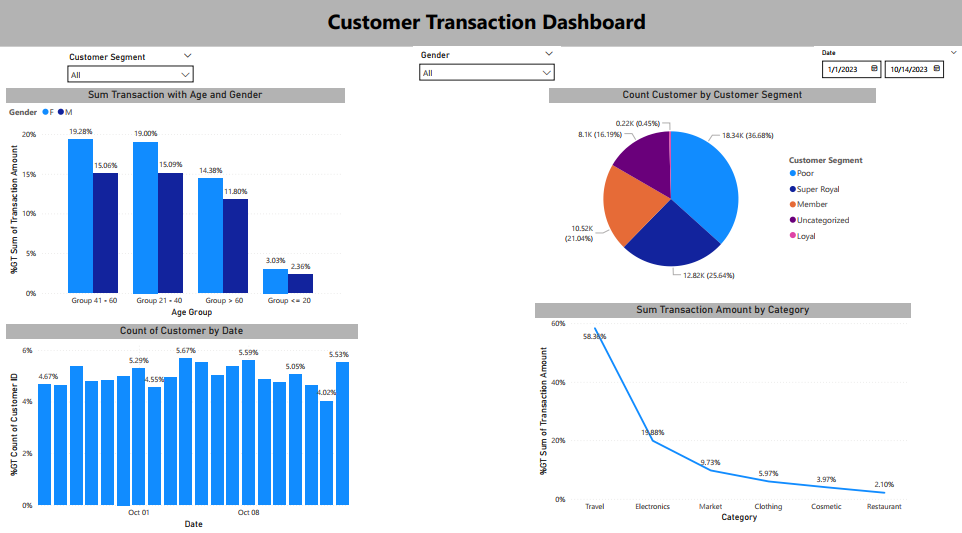 Customer Transaction Dashboard
Customer Segment
All
Gender
All
Date
1/1/2023
10/14/2023
Sum Transaction with Age and Gender
Gender F M
%GT Sum of Transaction Amount
20%
15%
10%
5%
0%
19.28%
15.06%
19.00%
15.09%
14.38%
11.80%
3.03%
2.36%
Group 41 - 60
Group 21 - 40
Group > 60
Group <= 20
Age Group
Count Customer by Customer Segment
0.22K (0.45%)
8.1K (16.19%)
18.34K (36.68%)
10.52K
(21.04%)
12.82K (25.64%)
Customer Segment
Poor
Super Royal
Member
Uncategorized
Loyal
Count of Customer by Date
%GT Count of Customer ID
6%
4%
2%
0%
4.67%
5.29%
4.55%
5.67%
5.59%
5.05%
4.02%
5.53%
Oct 01
Oct 08
Date
Sum Transaction Amount by Category
%GT Sum of Transaction Amount
60%
40%
20%
0%
19.88%
9.73%
5.97%
3.97%
2.10%
Travel
Electronics
Market
Clothing
Cosmetic
Restaurant
Category